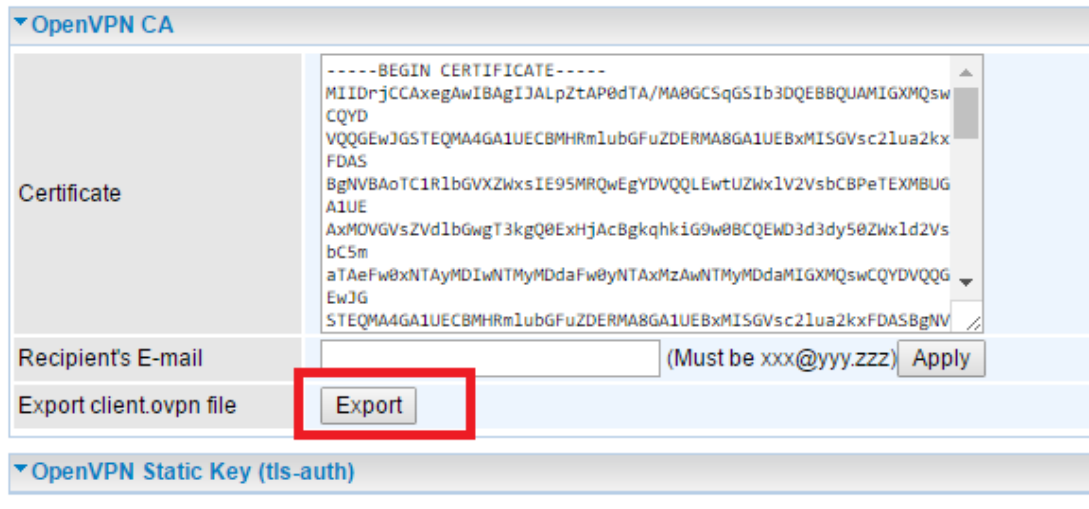 OpenVPN CA
Certificate
-----BEGIN CERTIFICATE-----
MIIDrjCCAxegAwIBAgIJALpZtAP0dTA/MA0GCSqGSIb3DQEBBQUAMIGXMQsw
CQYD
VQQGEwJGSTEQMA4GA1UECBMHRmlubGFuZDERMA8GA1UEBxMISGVsc2lua2kx
FDAS
BgNVBAoTC1RlbGVXZWxsIE95MRQwEgYDVQQLEwtUZWxlV2VsbCBPeTEXMBUG
A1UE
AxMOVGVsZVdlbGwgT3kgQ0ExHjAcBgkqhkiG9w0BCQEWD3d3dy50ZWxld2Vs
bC5m
aTAeFw0xNTAyMDIwNTMyMDdaFw0yNTAxMzAwNTMyMDdaMIGXMQswCQYDVQQG
EwJG
STEQMA4GA1UECBMHRmlubGFuZDERMA8GA1UEBxMISGVsc2lua2kxFDASBgNV
Recipient's E-mail (Must be xxx@yyy.zzz) Apply
Export client.ovpn file Export
OpenVPN Static Key (tls-auth)